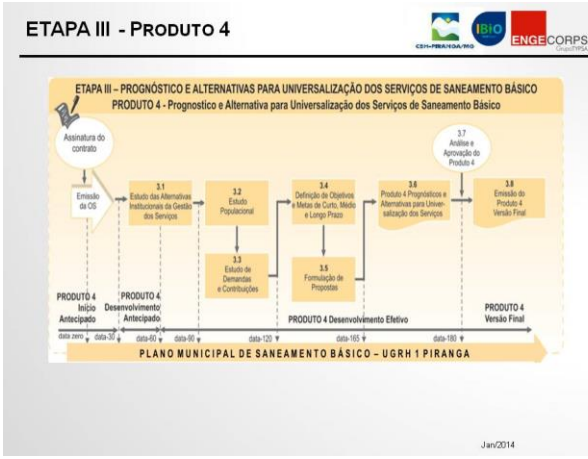 ETAPA III - PRODUTO 4
CBH-PIRANGA/MG
IBIO
ENGECORPS
Grupo TYPSA
ETAPA III – PROGNÓSTICO E ALTERNATIVAS PARA UNIVERSALIZAÇÃO DOS SERVIÇOS DE SANEAMENTO BÁSICO
PRODUTO 4 - Prognostico e Alternativa para Universalização dos Serviços de Saneamento Básico
Assinatura do
contrato
Emissão
da OS
3.1
Estudo das Alternativas
Institucionais da Gestão
dos Serviços
3.2
Estudo
Populacional
3.3
Estudo de
Demandas
e Contribuições
3.4
Definição de Objetivos
e Metas de Curto, Médio
e Longo Prazo
3.5
Formulação de
Propostas
3.6
Produto 4 Prognósticos e
Alternativas para Univer-
salização dos Serviços
3.7
Análise e
Aprovação do
Produto 4
3.8
Emissão do
Produto 4
Versão Final
PRODUTO 4
Início
Antecipado
PRODUTO 4
Desenvolvimento
Antecipado
PRODUTO 4 Desenvolvimento Efetivo
PRODUTO 4
Versão Final
data zero
data-30
data-60
data-90
data-120
data-165
data-180
PLANO MUNICIPAL DE SANEAMENTO BÁSICO – UGRH 1 PIRANGA
Jan/2014